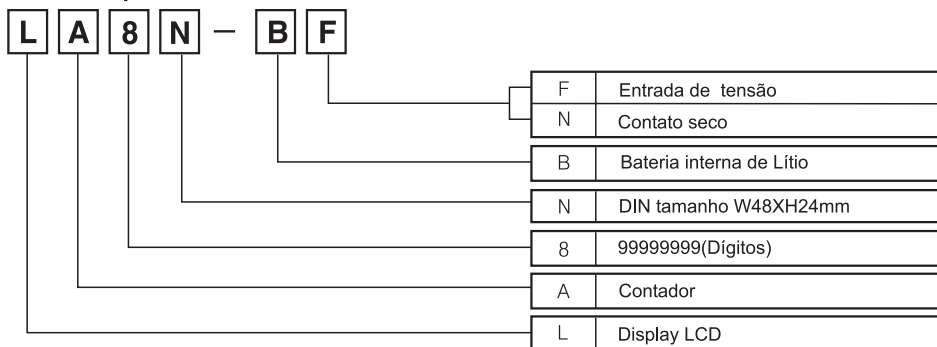 L A 8 N - B F
F Entrada de tensão
N Contato seco
B Bateria interna de Lítio
N DIN tamanho W48XH24mm
8 99999999(Dígitos)
A Contador
L Display LCD